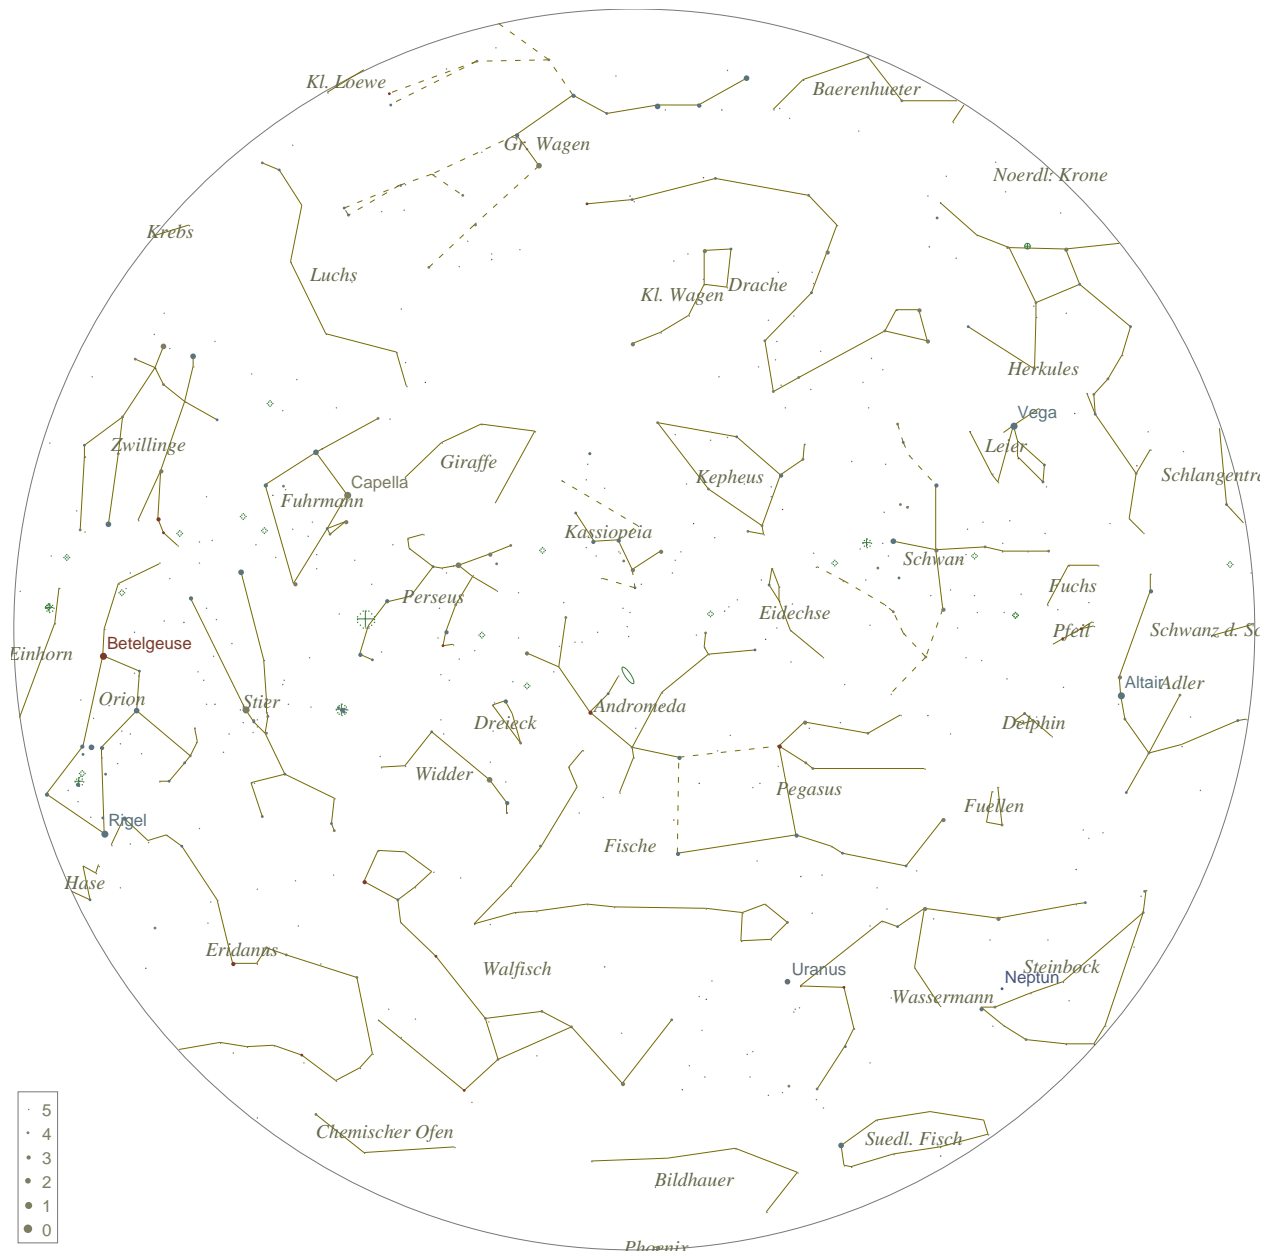 Kl. Loewe
Baerenhueter
Gr. Wagen
Noerdl. Krone
Krebs
Luchs
Drache
Kl. Wagen
Herkules
Vega
Zwillinge
Leier
Giraffe
Kepheus
Schlangentra
Capella
Fuhrmann
Kassiopeia
Schwan
Fuchs
Perseus
Eidechse
Pfeil
Schwanz d. Sc
Betelgeuse
Einhorn
Altair
Adler
Orion
Stier
Andromeda
Dreieck
Delphin
Widder
Pegasus
Fuellen
Rigel
Fische
Hase
Eridanus
Walfisch
Uranus
Steinbock
Neptun
Wassermann
5
4
3
2
1
0
Chemischer Ofen
Suedl. Fisch
Bildhauer
Phoenix